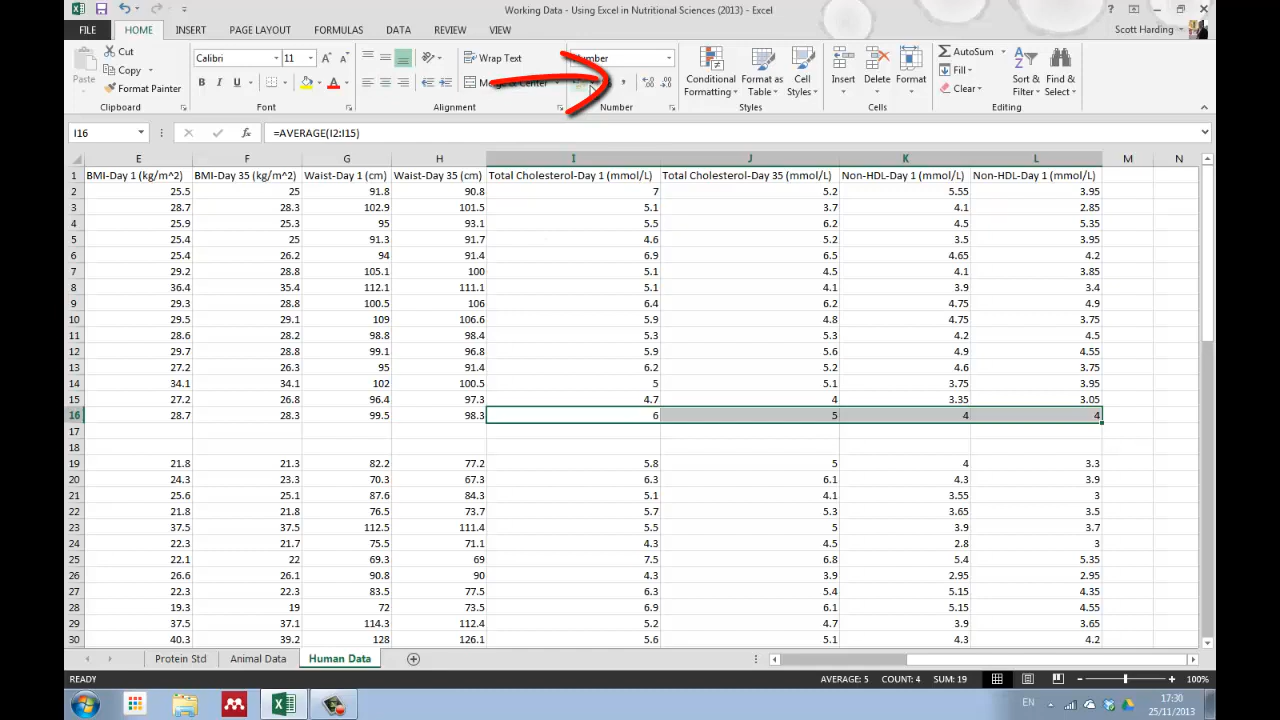 Working Data - Using Excel in Nutritional Sciences (2013) - Excel
FILE HOME INSERT PAGE LAYOUT FORMULAS DATA REVIEW VIEW Scott Harding
Paste Cut Copy Format Painter Clipboard
Calibri 11 B I U Font
Wrap Text Merge & Center Alignment
Number
Conditional Formatting Format as Table Cell Styles Styles
Insert Delete Format Cells
AutoSum Fill Clear Sort & Filter Find & Select Editing
I16 =AVERAGE(I2:I15)
E F G H I J K L M N
1 BMI-Day 1 (kg/m^2) BMI-Day 35 (kg/m^2) Waist-Day 1 (cm) Waist-Day 35 (cm) Total Cholesterol-Day 1 (mmol/L) Total Cholesterol-Day 35 (mmol/L) Non-HDL-Day 1 (mmol/L) Non-HDL-Day 1 (mmol/L)
2 25.5 25 91.8 90.8 7 5.2 5.55 3.95
3 28.7 28.3 102.9 101.5 5.1 3.7 4.1 2.85
4 25.9 25.3 95 93.1 5.5 6.2 4.5 5.35
5 25.4 25 91.3 91.7 4.6 5.2 3.5 3.95
6 25.4 26.2 94 91.4 6.9 6.5 4.65 4.2
7 29.2 28.8 105.1 100 5.1 4.5 4.1 3.85
8 36.4 35.4 112.1 111.1 5.1 4.1 3.9 3.4
9 29.3 28.8 100.5 106 6.4 6.2 4.75 4.9
10 29.5 29.1 109 106.6 5.9 4.8 4.75 3.75
11 28.6 28.2 98.8 98.4 5.3 5.3 4.2 4.5
12 29.7 28.8 99.1 96.8 5.9 5.6 4.9 4.55
13 27.2 26.3 95 91.4 6.2 5.2 4.6 3.75
14 34.1 34.1 102 100.5 5 5.1 3.75 3.95
15 27.2 26.8 96.4 97.3 4.7 4 3.35 3.05
16 28.7 28.3 99.5 98.3 6 5 4 4
17
18
19 21.8 21.3 82.2 77.2 5.8 5 4 3.3
20 24.3 23.3 70.3 67.3 6.3 6.1 4.3 3.9
21 25.6 25.1 87.6 84.3 5.1 4.1 3.55 3
22 21.8 21.8 76.5 73.7 5.7 5.3 3.65 3.5
23 37.5 37.5 112.5 111.4 5.5 5 3.9 3.7
24 22.3 21.7 75.5 71.1 4.3 4.5 2.8 3
25 22.1 22 69.3 69 7.5 6.8 5.4 5.35
26 26.6 26.1 90.8 90 4.3 3.9 2.95 2.95
27 22.3 22.3 83.5 77.5 6.3 5.4 5.15 4.35
28 19.3 19 72 73.5 6.9 6.1 5.15 4.55
29 37.5 37.1 114.3 112.4 5.2 4.7 3.9 3.65
30 40.3 39.2 128 126.1 5.6 5.1 4.3 4.2
Protein Std Animal Data Human Data
READY AVERAGE: 5 COUNT: 4 SUM: 19 100%
EN 17:30
25/11/2013